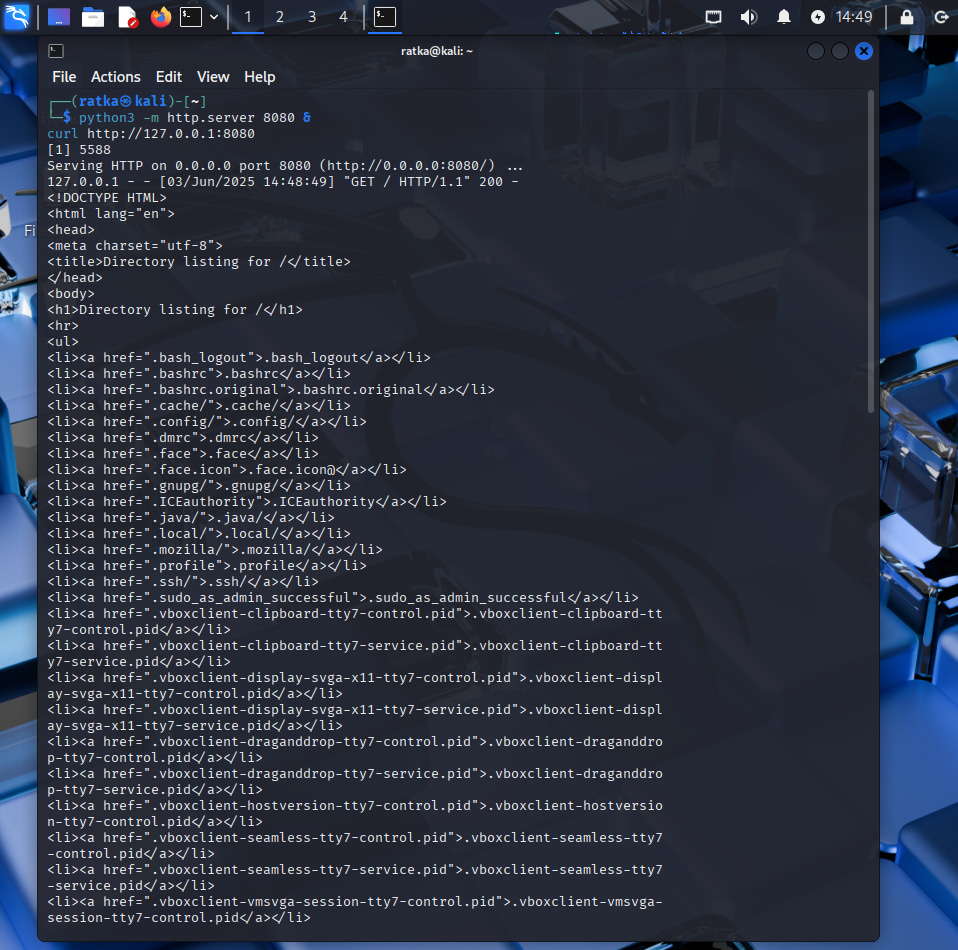 1 2 3 4 14:49
ratka@kali: ~
File Actions Edit View Help
┌──(ratka㉿kali)-[~]
└─$ python3 -m http.server 8080 &
curl http://127.0.0.1:8080
[1] 5588
Serving HTTP on 0.0.0.0 port 8080 (http://0.0.0.0:8080/) ...
127.0.0.1 - - [03/Jun/2025 14:48:49] "GET / HTTP/1.1" 200 -
<!DOCTYPE HTML>
<html lang="en">
<head>
<meta charset="utf-8">
<title>Directory listing for /</title>
</head>
<body>
<h1>Directory listing for /</h1>
<hr>
<ul>
<li><a href=".bash_logout">.bash_logout</a></li>
<li><a href=".bashrc">.bashrc</a></li>
<li><a href=".bashrc.original">.bashrc.original</a></li>
<li><a href=".cache/">.cache/</a></li>
<li><a href=".config/">.config/</a></li>
<li><a href=".dmrc">.dmrc</a></li>
<li><a href=".face">.face</a></li>
<li><a href=".face.icon">.face.icon@</a></li>
<li><a href=".gnupg/">.gnupg/</a></li>
<li><a href=".ICEauthority">.ICEauthority</a></li>
<li><a href=".java/">.java/</a></li>
<li><a href=".local/">.local/</a></li>
<li><a href=".mozilla/">.mozilla/</a></li>
<li><a href=".profile">.profile</a></li>
<li><a href=".ssh/">.ssh/</a></li>
<li><a href=".sudo_as_admin_successful">.sudo_as_admin_successful</a></li>
<li><a href=".vboxclient-clipboard-tty7-control.pid">.vboxclient-clipboard-tt
y7-control.pid</a></li>
<li><a href=".vboxclient-clipboard-tty7-service.pid">.vboxclient-clipboard-tt
y7-service.pid</a></li>
<li><a href=".vboxclient-display-svga-x11-tty7-control.pid">.vboxclient-displ
ay-svga-x11-tty7-control.pid</a></li>
<li><a href=".vboxclient-display-svga-x11-tty7-service.pid">.vboxclient-displ
ay-svga-x11-tty7-service.pid</a></li>
<li><a href=".vboxclient-draganddrop-tty7-control.pid">.vboxclient-draganddro
p-tty7-control.pid</a></li>
<li><a href=".vboxclient-draganddrop-tty7-service.pid">.vboxclient-draganddro
p-tty7-service.pid</a></li>
<li><a href=".vboxclient-hostversion-tty7-control.pid">.vboxclient-hostversio
n-tty7-control.pid</a></li>
<li><a href=".vboxclient-seamless-tty7-control.pid">.vboxclient-seamless-tty7
-control.pid</a></li>
<li><a href=".vboxclient-seamless-tty7-service.pid">.vboxclient-seamless-tty7
-service.pid</a></li>
<li><a href=".vboxclient-vmsvga-session-tty7-control.pid">.vboxclient-vmsvga-
session-tty7-control.pid</a></li>
Fi